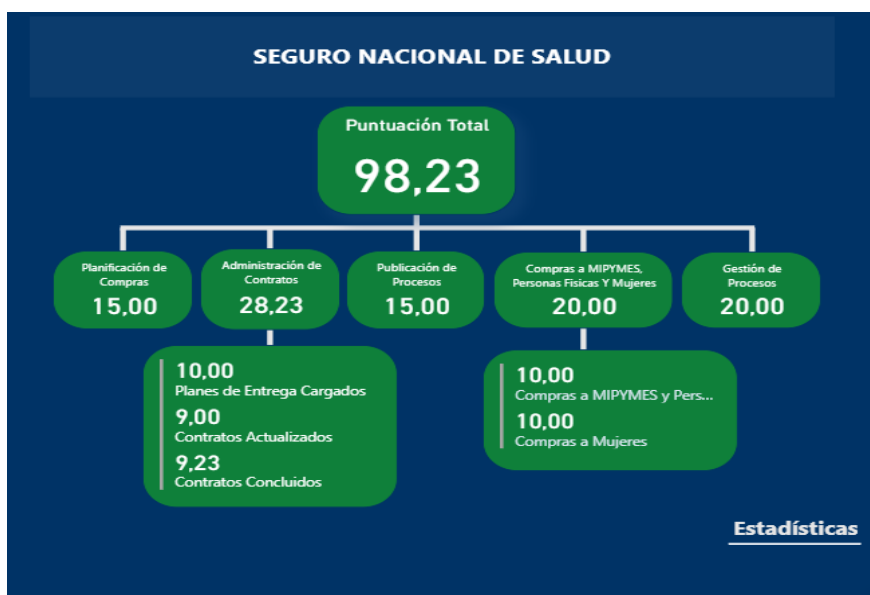 SEGURO NACIONAL DE SALUD
Puntuación Total
98,23
Planificación de
Compras
15,00
Administración de
Contratos
28,23
Publicación de
Procesos
15,00
Compras a MIPYMES,
Personas Fisicas Y Mujeres
20,00
Gestión de
Procesos
20,00
10,00
Planes de Entrega Cargados
9,00
Contratos Actualizados
9,23
Contratos Concluidos
10,00
Compras a MIPYMES y Pers...
10,00
Compras a Mujeres
Estadísticas